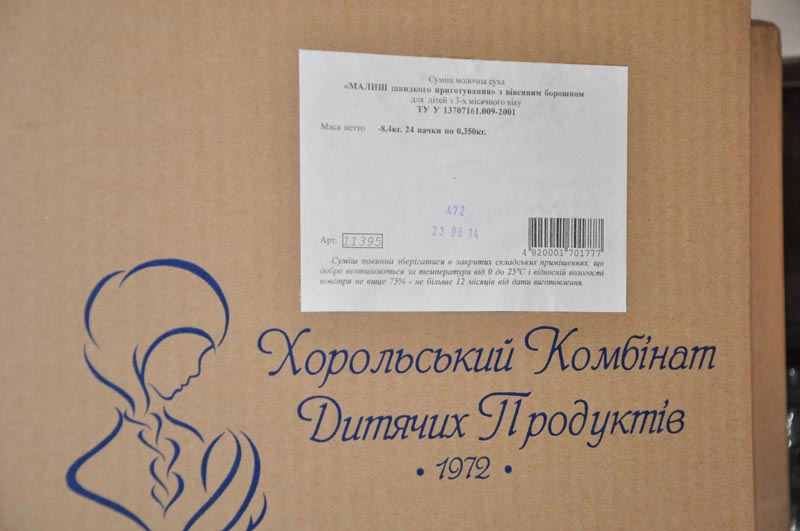 Суміш молочна суха
«МАЛИШ швидкого приготування» з вівсяним борошном
для дітей з 3-х місячного віку
ТУ У 13707161.009-2001
Маса нетто -8,4кг. 24 пачки по 0,350кг.
472
23 08 14
Арт. 11395
4 820001 701777
Суміш повинна зберігатися в закритих складських приміщеннях, що
добре вентилюються за температури від 0 до 25°С і відносній вологості
повітря не вище 75% - не більше 12 місяців від дати виготовлення.
Хорольський Комбінат
Дитячих Продуктів
• 1972 •